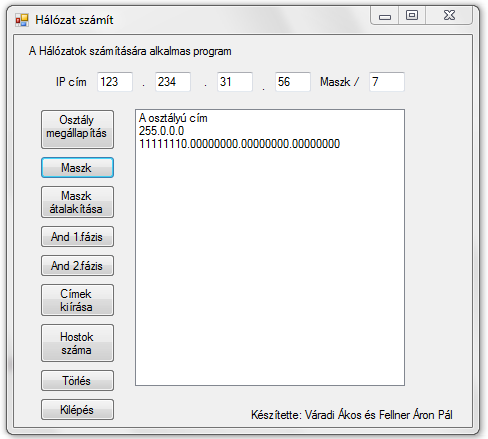 Hálózat számít
A Hálózatok számítására alkalmas program
IP cím 123 . 234 . 31 . 56 Maszk / 7
Osztály
megállapítás
Maszk
Maszk
átalakítása
And 1.fázis
And 2.fázis
Címek
kiírása
Hostok
száma
Törlés
Kilépés
A osztályú cím
255.0.0.0
11111110.00000000.00000000.00000000
Készítette: Váradi Ákos és Fellner Áron Pál